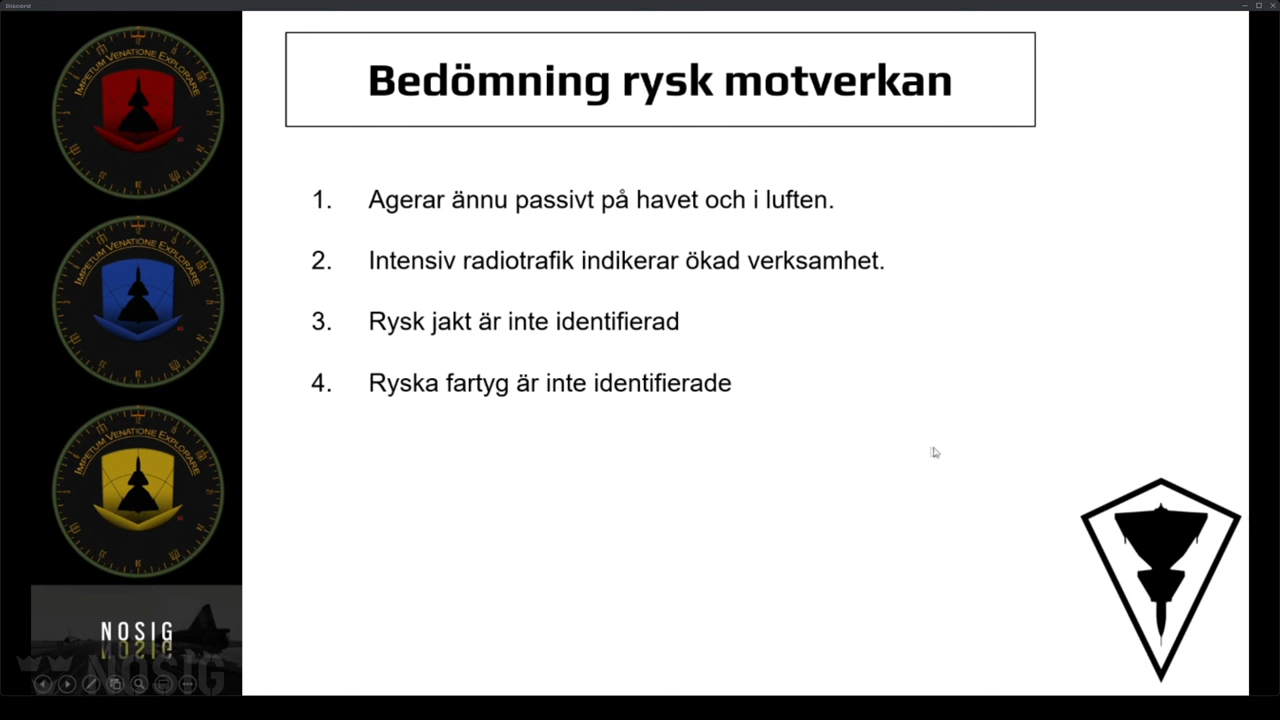 Discord
IMPETUM VENATIONE EXPLORARE
IMPETUM VENATIONE EXPLORARE
IMPETUM VENATIONE EXPLORARE
NOSIG
NOSIG
Bedömning rysk motverkan
1. Agerar ännu passivt på havet och i luften.
2. Intensiv radiotrafik indikerar ökad verksamhet.
3. Rysk jakt är inte identifierad
4. Ryska fartyg är inte identifierade